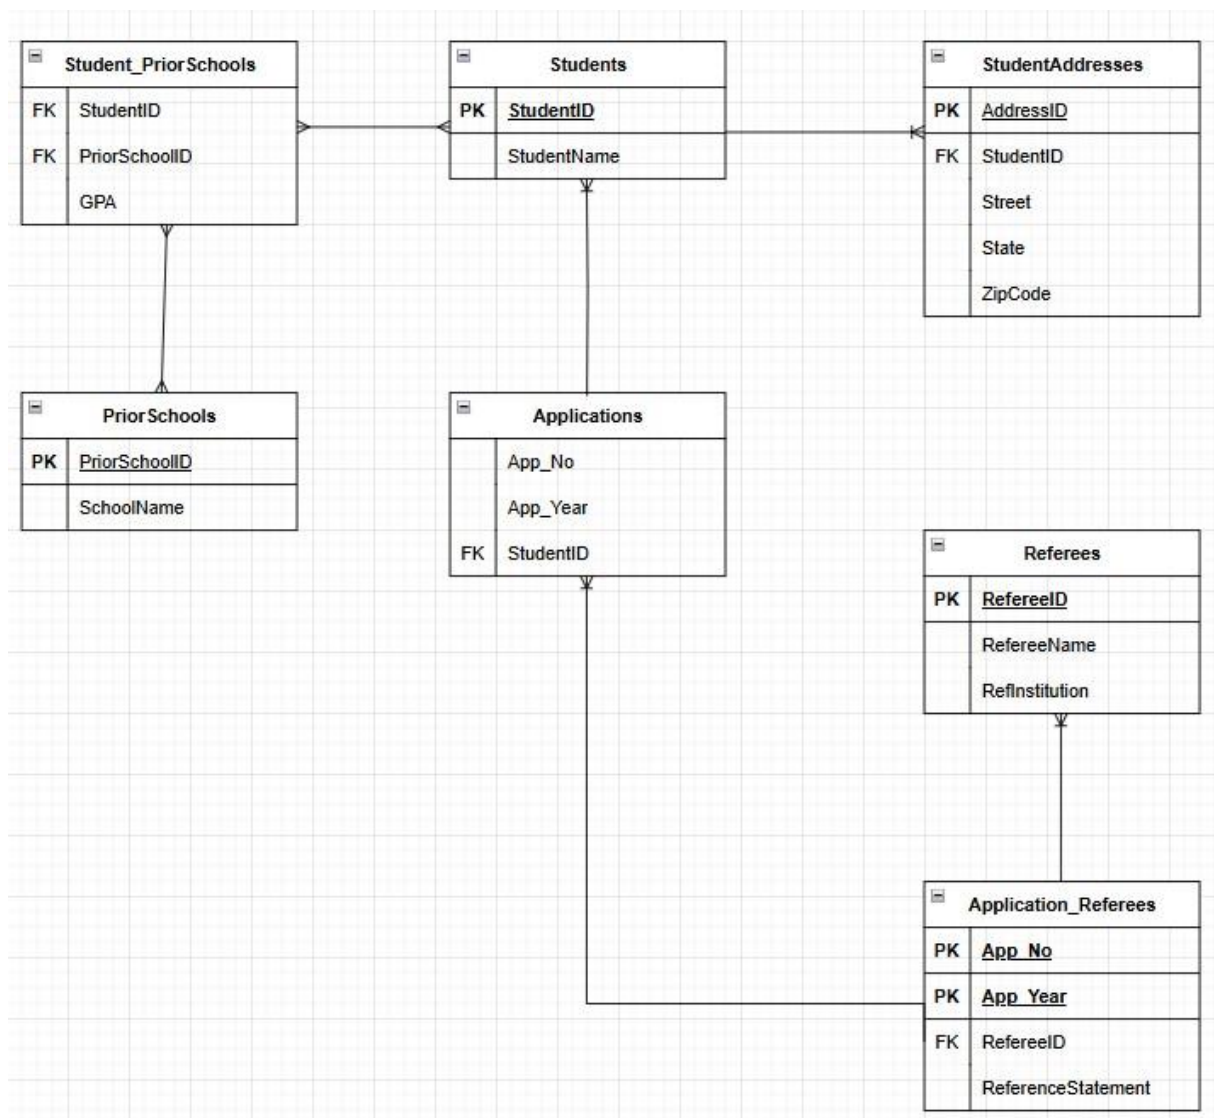 Student_PriorSchools
FK StudentID
FK PriorSchoolID
GPA
Students
PK StudentID
StudentName
StudentAddresses
PK AddressID
FK StudentID
Street
State
ZipCode
PriorSchools
PK PriorSchoolID
SchoolName
Applications
App_No
App_Year
FK StudentID
Referees
PK RefereeID
RefereeName
RefInstitution
Application_Referees
PK App_No
PK App_Year
FK RefereeID
ReferenceStatement